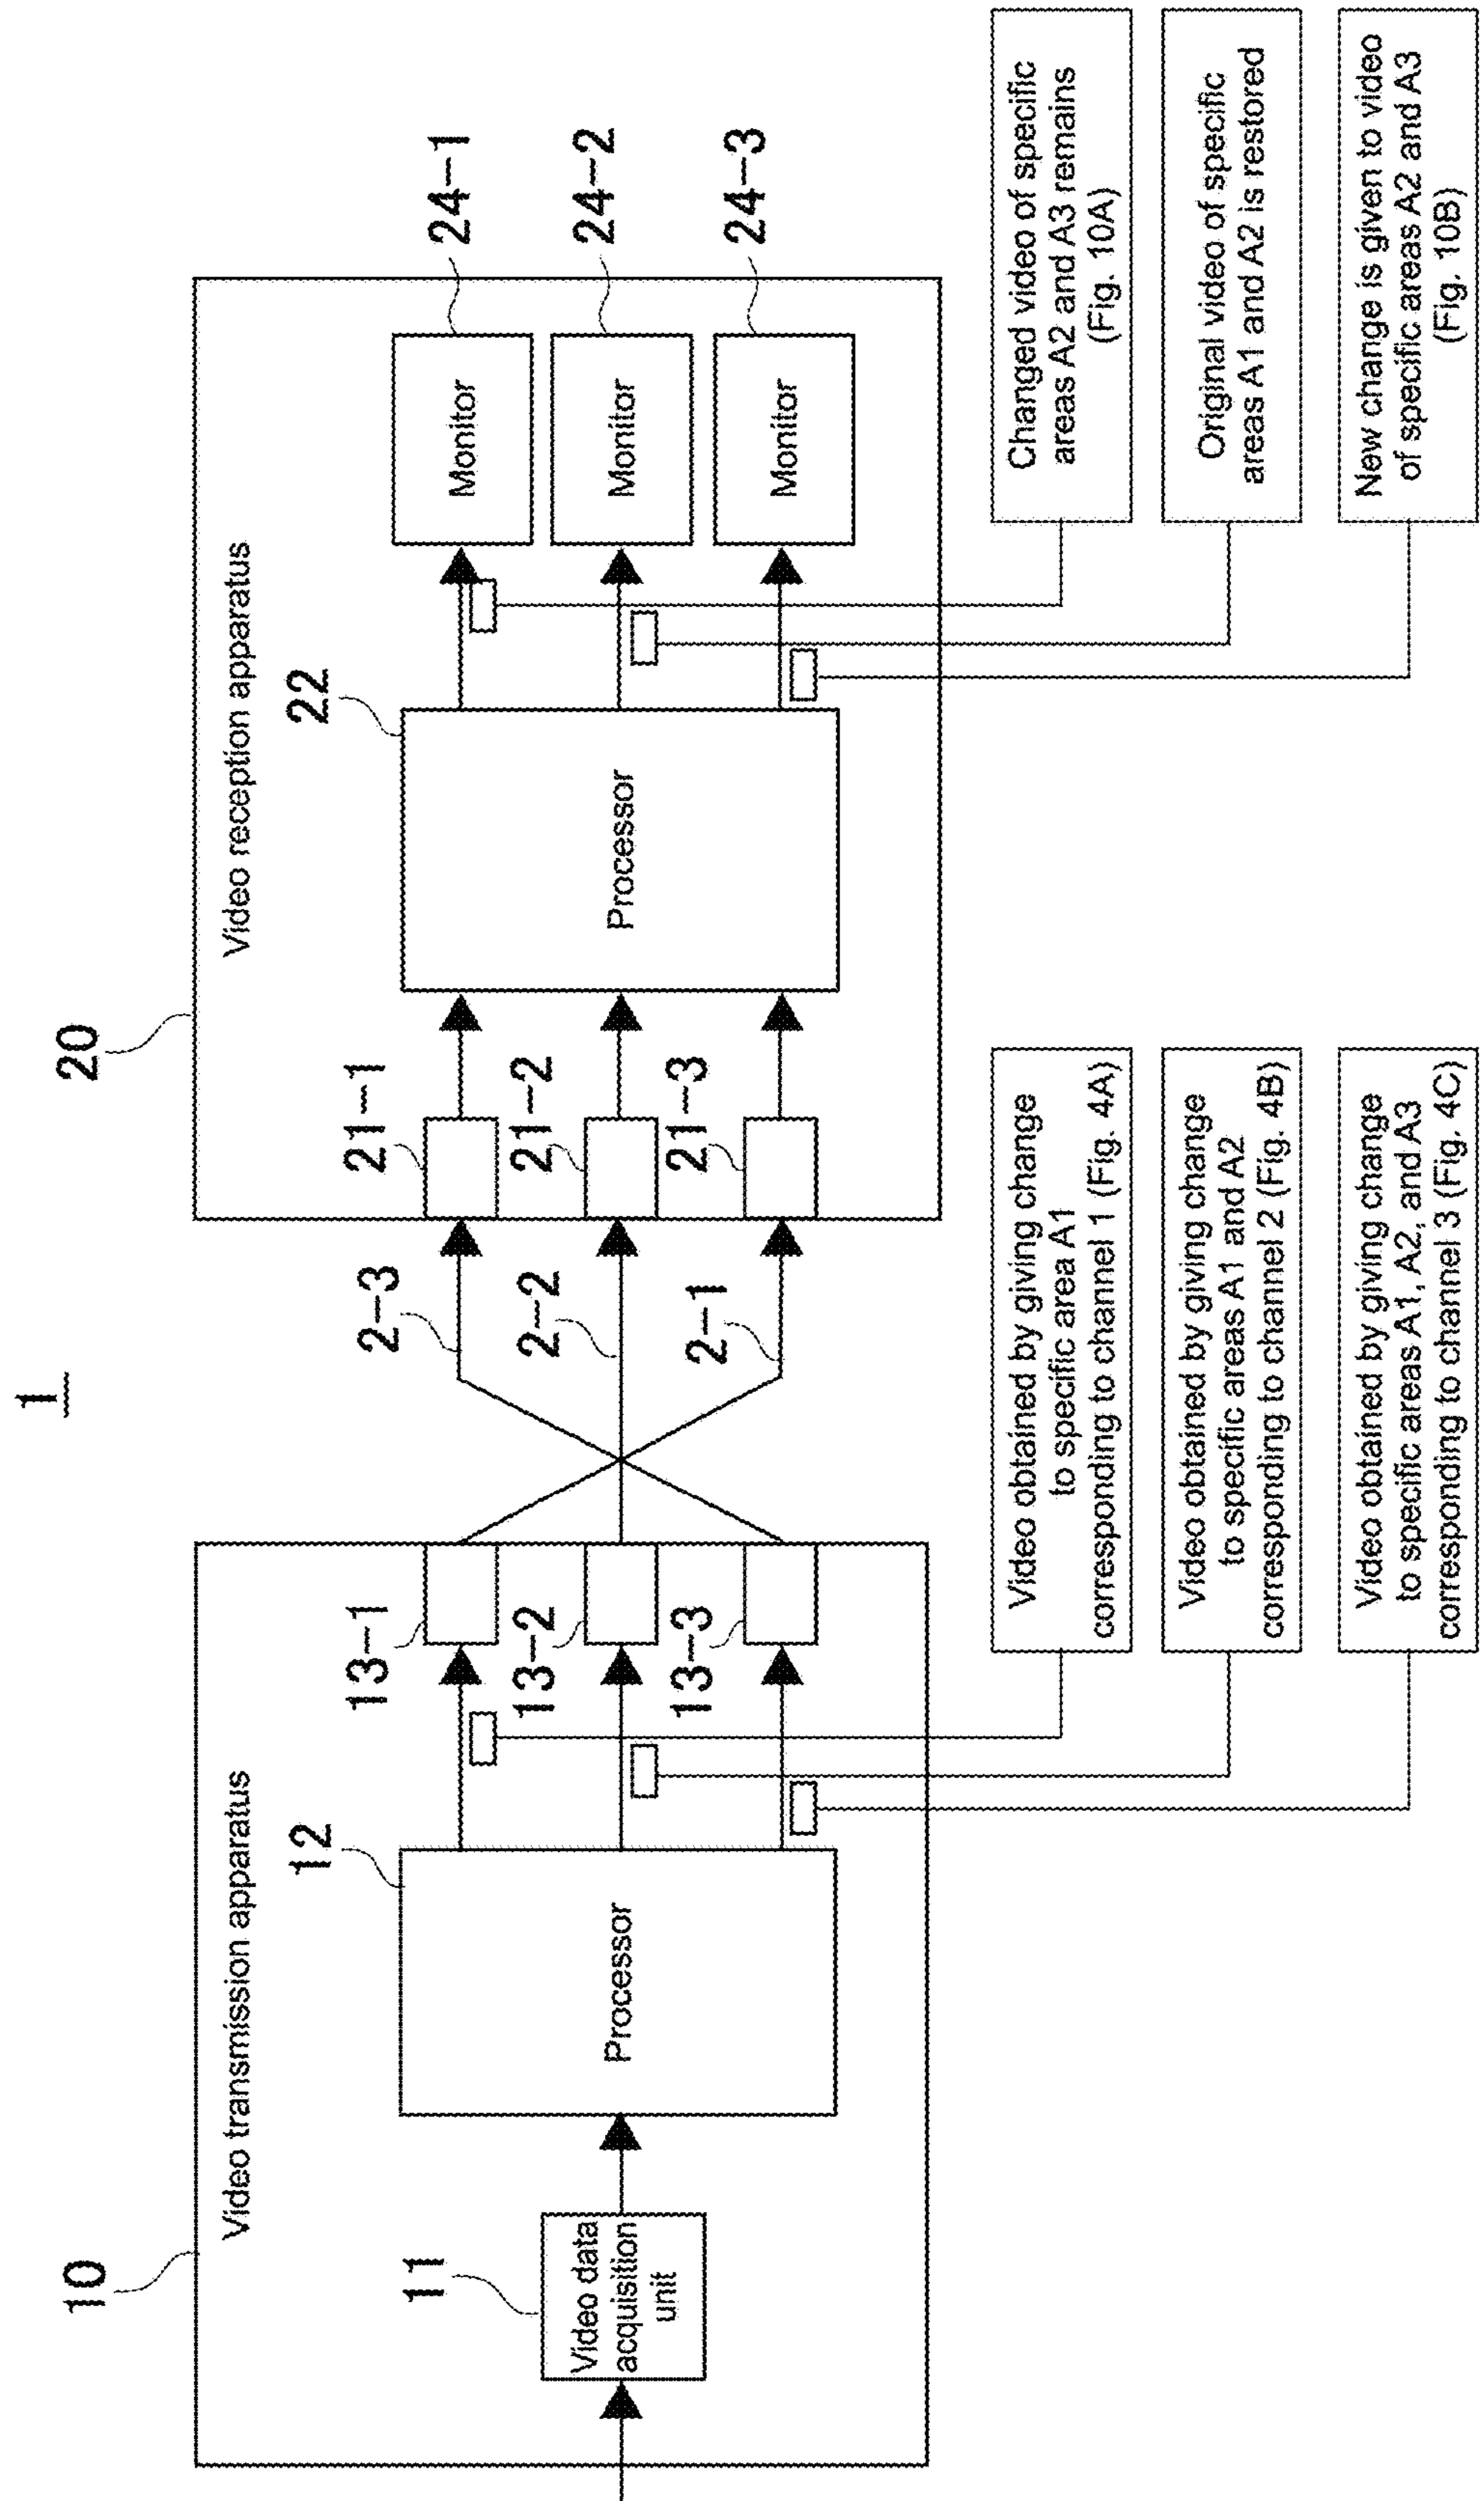 1
10
Video transmission apparatus
11
Video data
acquisition
unit
12
Processor
13-1
13-2
13-3
2-3
2-2
2-1
20
Video reception apparatus
21-1
21-2
21-3
22
Processor
Monitor
Monitor
Monitor
24-1
24-2
24-3
Video obtained by giving change
to specific area A1
corresponding to channel 1 (Fig. 4A)
Video obtained by giving change
to specific areas A1 and A2
corresponding to channel 2 (Fig. 4B)
Video obtained by giving change
to specific areas A1, A2, and A3
corresponding to channel 3 (Fig. 4C)
Changed video of specific
areas A2 and A3 remains
(Fig. 10A)
Original video of specific
areas A1 and A2 is restored
New change is given to video
of specific areas A2 and A3
(Fig. 10B)